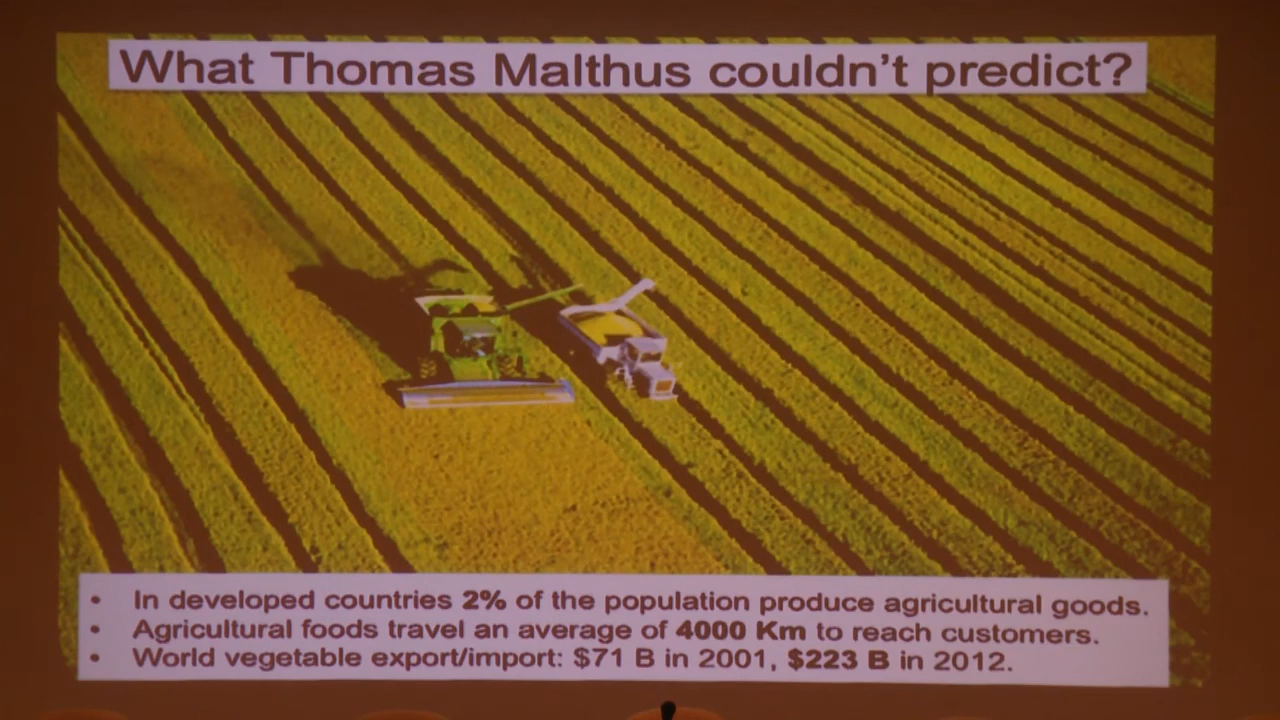 What Thomas Malthus couldn't predict?
• In developed countries 2% of the population produce agricultural goods.
• Agricultural foods travel an average of 4000 Km to reach customers.
• World vegetable export/import: $71 B in 2001, $223 B in 2012.